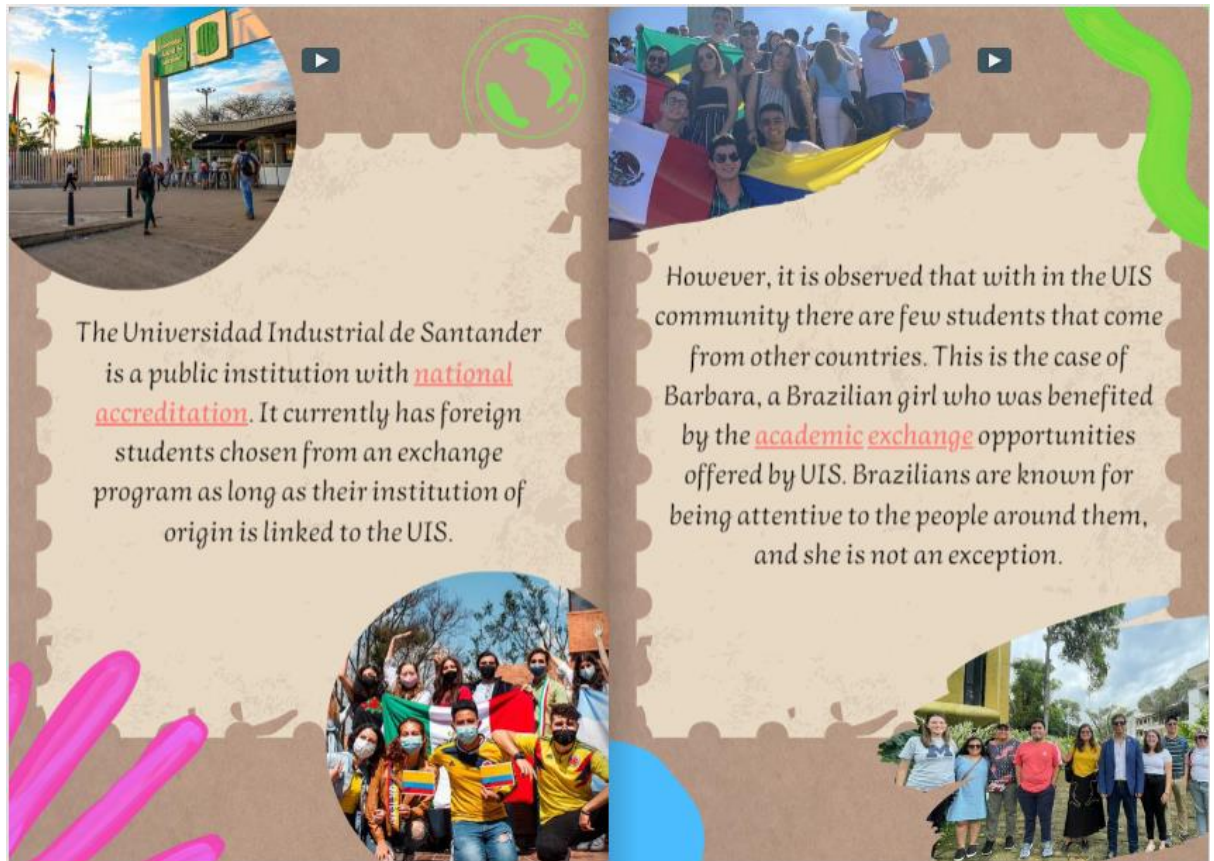 The Universidad Industrial de Santander
is a public institution with national
accreditation. It currently has foreign
students chosen from an exchange
program as long as their institution of
origin is linked to the UIS.
However, it is observed that with in the UIS
community there are few students that come
from other countries. This is the case of
Barbara, a Brazilian girl who was benefited
by the academic exchange opportunities
offered by UIS. Brazilians are known for
being attentive to the people around them,
and she is not an exception.